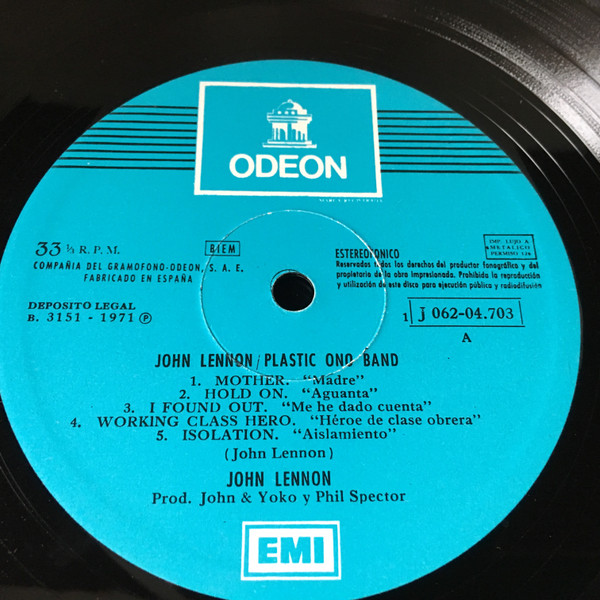 ODEON
33 ⅓ R. P. M.
BIEM
COMPAÑIA DEL GRAMOFONO-ODEON, S. A. E.
FABRICADO EN ESPAÑA
ESTEREOFONICO
Reservados todos los derechos del productor fonográfico y del
propietario de la obra impresionada. Prohibida la reproducción
y utilización de este disco para ejecución pública y radiodifusión
IMP. LUJO A
METALICO
PERMISO
DEPOSITO LEGAL
B. 3151 - 1971 Ⓟ
1 J 062-04.703
A
JOHN LENNON/PLASTIC ONO BAND
1. MOTHER. "Madre"
2. HOLD ON. "Aguanta"
3. I FOUND OUT. "Me he dado cuenta"
4. WORKING CLASS HERO. "Héroe de clase obrera"
5. ISOLATION. "Aislamiento"
(John Lennon)
JOHN LENNON
Prod. John & Yoko y Phil Spector
EMI